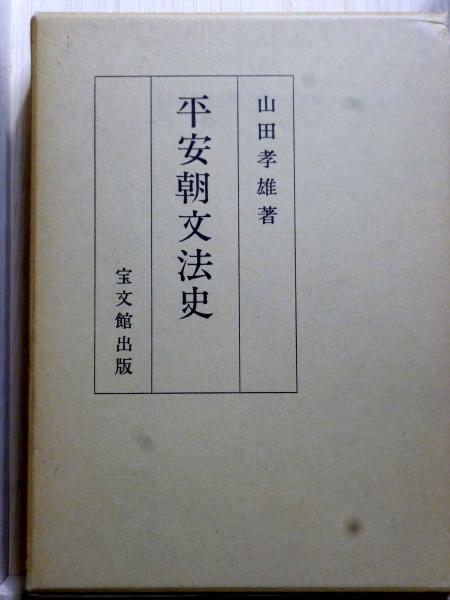 山田孝雄著
平安朝文法史
宝文館出版